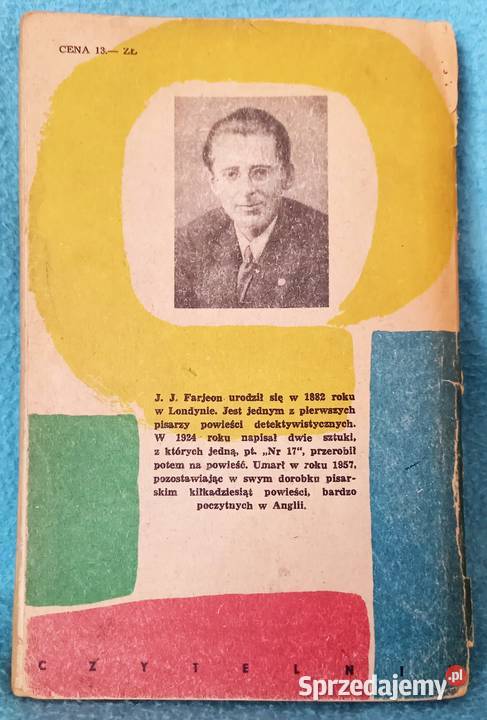 CENA 13.— ZŁ
J. J. Farjeon urodził się w 1882 roku
w Londynie. Jest jednym z pierwszych
pisarzy powieści detektywistycznych.
W 1924 roku napisał dwie sztuki,
z których jedną, pt. „Nr 17", przerobił
potem na powieść. Umarł w roku 1957,
pozostawiając w swym dorobku pisar-
skim kilkadziesiąt powieści, bardzo
poczytnych w Anglii.
CZYTELNI
Sprzedajemy.pl